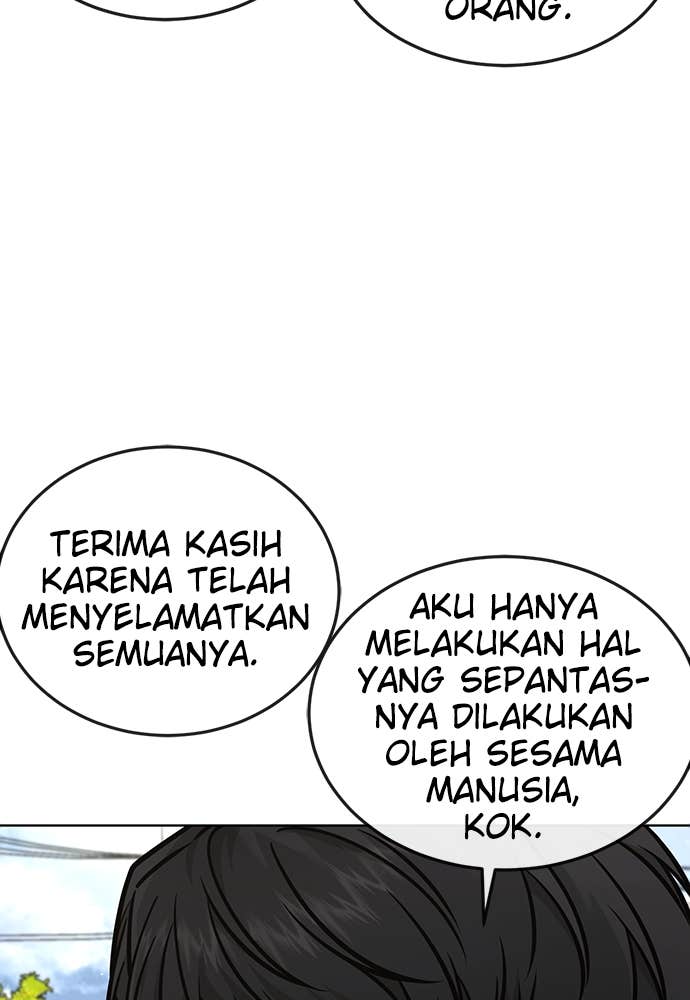 ORANG.
TERIMA KASIH
KARENA TELAH
MENYELAMATKAN
SEMUANYA.
AKU HANYA
MELAKUKAN HAL
YANG SEPANTAS-
NYA DILAKUKAN
OLEH SESAMA
MANUSIA,
KOK.